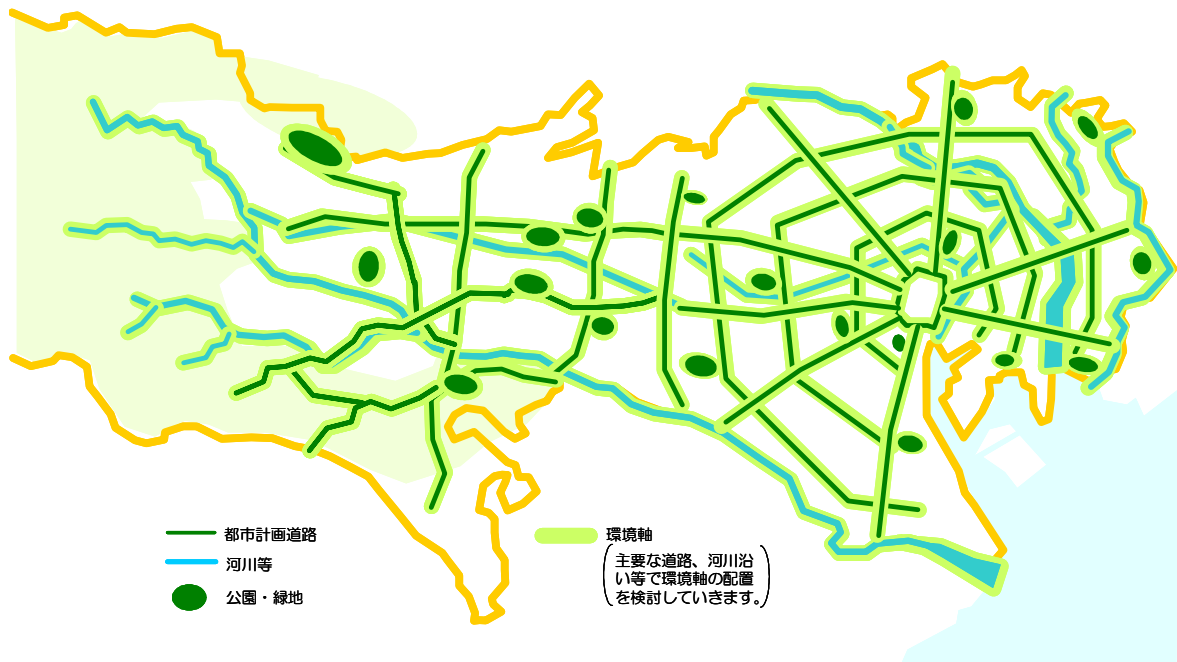 都市計画道路
河川等
公園・緑地
環境軸
主要な道路、河川沿
い等で環境軸の配置
を検討していきます。